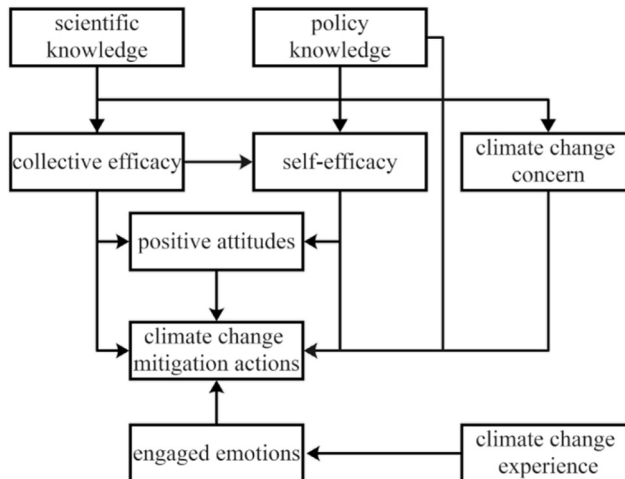 scientific
knowledge
policy
knowledge
collective efficacy
self-efficacy
climate change
concern
positive attitudes
climate change
mitigation actions
engaged emotions
climate change
experience